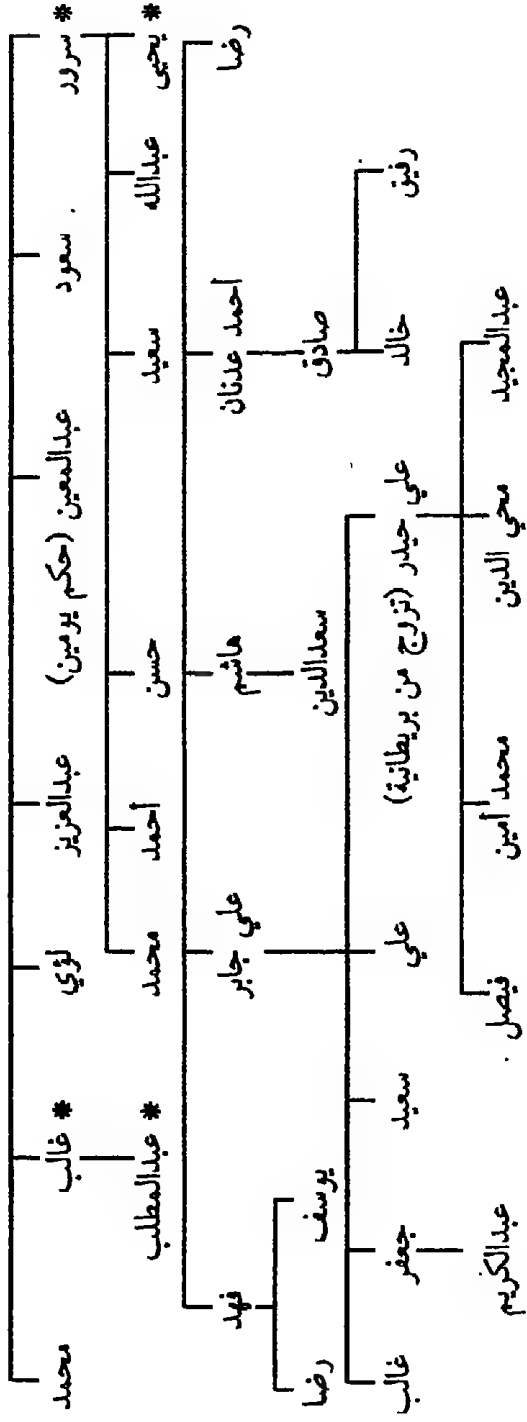 * سرور . سعود عبدالمعين (حكم يومين) عبدالعزيز لؤي * غالب محمد
* يحيى عبدالله سعيد حسن أحمد محمد * عبدالمطلب
رضا أحمد عدنان هاشم علي جابر فهد
صادق سعدالدين يوسف رضا
رفيق خالد علي حيدر (تزوج من بريطانية) علي سعيد جعفر غالب
عبدالمجيد محي الدين محمد أمين فيصل . عبدالكريم